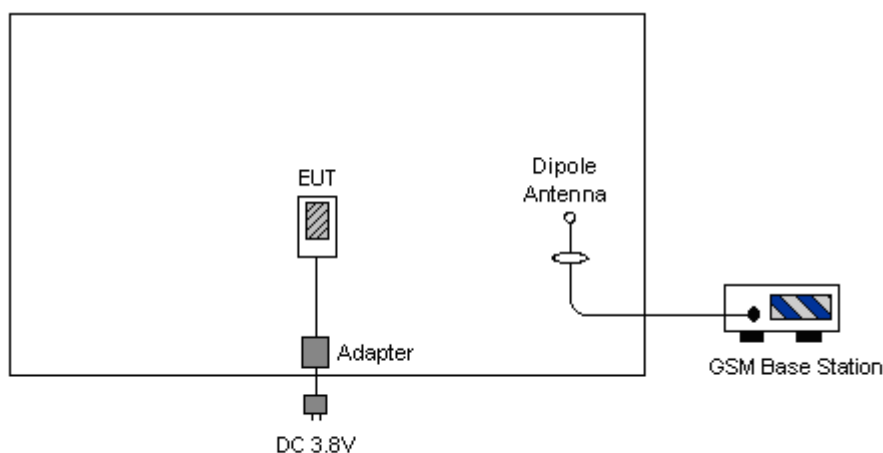 EUT
Dipole
Antenna
Adapter
GSM Base Station
DC 3.8V